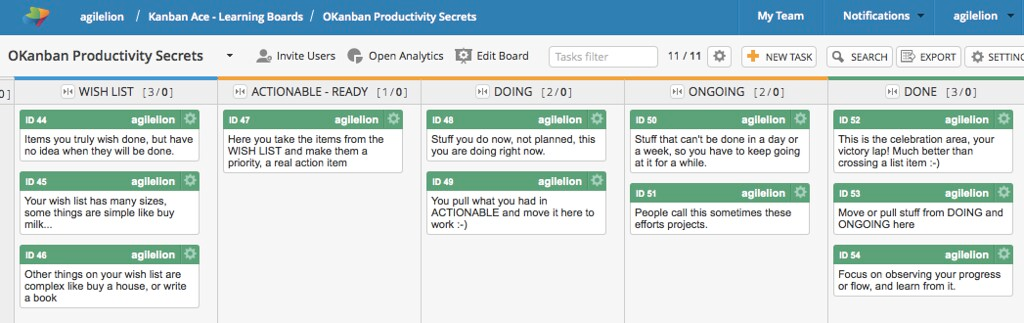 agilelion / Kanban Ace - Learning Boards / OKanban Productivity Secrets
My Team Notifications agilelion
OKanban Productivity Secrets Invite Users Open Analytics Edit Board Tasks filter 11 / 11 NEW TASK SEARCH EXPORT
0]
WISH LIST [3/0]
ID 44 agilelion
Items you truly wish done, but have
no idea when they will be done.
ID 45 agilelion
Your wish list has many sizes,
some things are simple like buy
milk...
ID 46 agilelion
Other things on your wish list are
complex like buy a house, or write
a book
ACTIONABLE - READY [1/0]
ID 47 agilelion
Here you take the items from the
WISH LIST and make them a
priority, a real action item
DOING [2/0]
ID 48 agilelion
Stuff you do now, not planned, this
you are doing right now.
ID 49 agilelion
You pull what you had in
ACTIONABLE and move it here to
work :-)
ONGOING [2/0]
ID 50 agilelion
Stuff that can't be done in a day or
a week, so you have to keep going
at it for a while.
ID 51 agilelion
People call this sometimes these
efforts projects.
DONE [3/0]
ID 52 agilelion
This is the celebration area, your
victory lap! Much better than
crossing a list item :-)
ID 53 agilelion
Move or pull stuff from DOING and
ONGOING here
ID 54 agilelion
Focus on observing your progress
or flow, and learn from it.